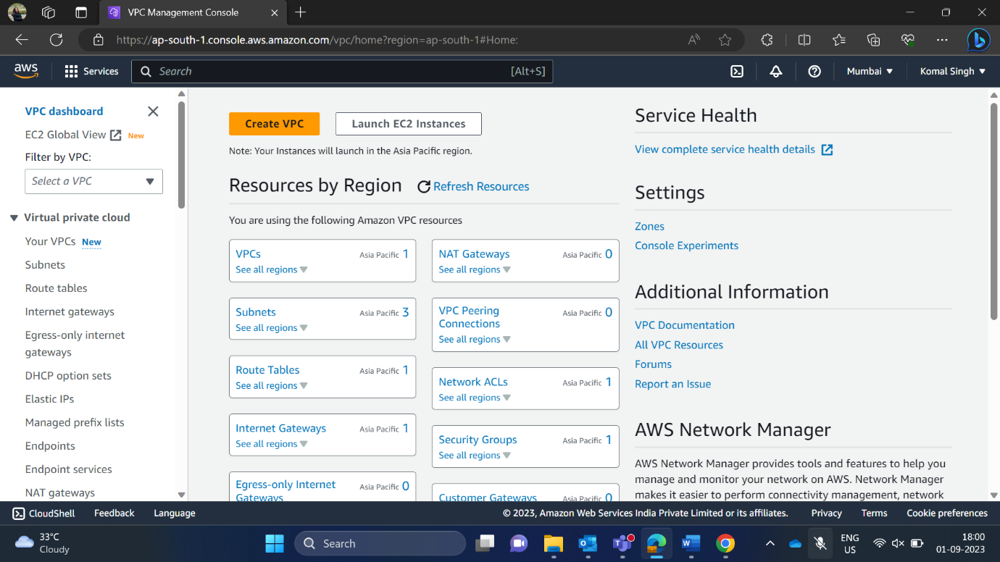 VPC Management Console
https://ap-south-1.console.aws.amazon.com/vpc/home?region=ap-south-1#Home:
aws
Services
Search
[Alt+S]
Mumbai
Komal Singh
VPC dashboard
EC2 Global View New
Filter by VPC:
Select a VPC
Virtual private cloud
Your VPCs New
Subnets
Route tables
Internet gateways
Egress-only internet
gateways
DHCP option sets
Elastic IPs
Managed prefix lists
Endpoints
Endpoint services
NAT gateways
Create VPC
Launch EC2 Instances
Note: Your Instances will launch in the Asia Pacific region.
Resources by Region
Refresh Resources
You are using the following Amazon VPC resources
VPCs Asia Pacific 1
See all regions
NAT Gateways Asia Pacific 0
See all regions
Subnets Asia Pacific 3
See all regions
VPC Peering Asia Pacific 0
Connections
See all regions
Route Tables Asia Pacific 1
See all regions
Network ACLs Asia Pacific 1
See all regions
Internet Gateways Asia Pacific 1
See all regions
Security Groups Asia Pacific 1
See all regions
Egress-only Internet Asia Pacific 0
Gateways
Customer Gateways Asia Pacific 0
Service Health
View complete service health details
Settings
Zones
Console Experiments
Additional Information
VPC Documentation
All VPC Resources
Forums
Report an Issue
AWS Network Manager
AWS Network Manager provides tools and features to help you
manage and monitor your network on AWS. Network Manager
makes it easier to perform connectivity management, network
CloudShell
Feedback
Language
© 2023, Amazon Web Services India Private Limited or its affiliates.
Privacy
Terms
Cookie preferences
33°C
Cloudy
Search
ENG
US
18:00
01-09-2023